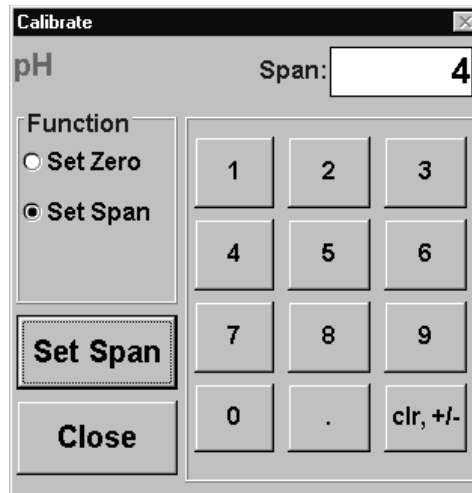 Calibrate
pH
Span: 4
Function
Set Zero
Set Span
1 2 3
4 5 6
7 8 9
0 . clr, +/-
Set Span
Close